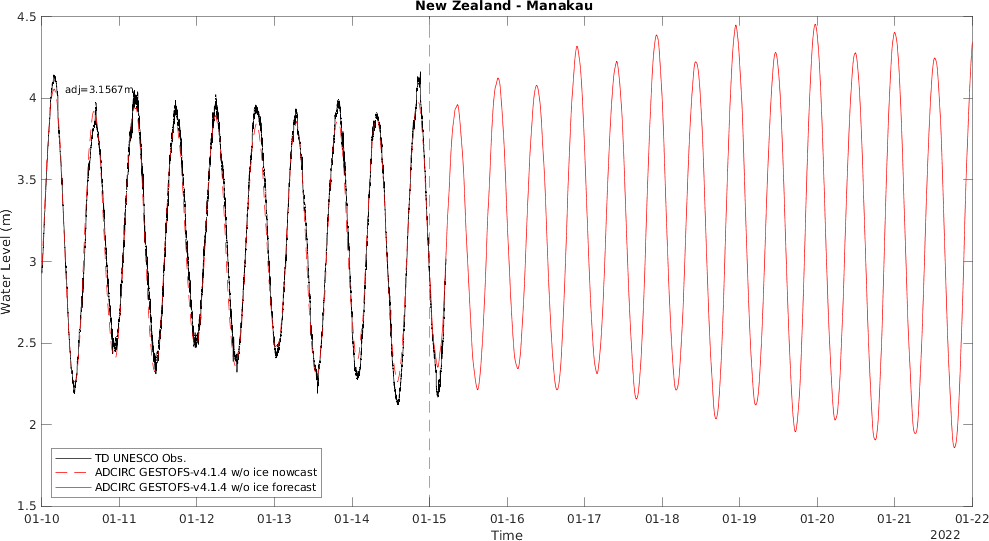 New Zealand - Manakau
4.5
4
3.5
3
2.5
2
1.5
Water Level (m)
adj=3.1567m
TD UNESCO Obs.
ADCIRC GESTOFS-v4.1.4 w/o ice nowcast
ADCIRC GESTOFS-v4.1.4 w/o ice forecast
01-10 01-11 01-12 01-13 01-14 01-15 01-16 01-17 01-18 01-19 01-20 01-21 01-22
Time
2022